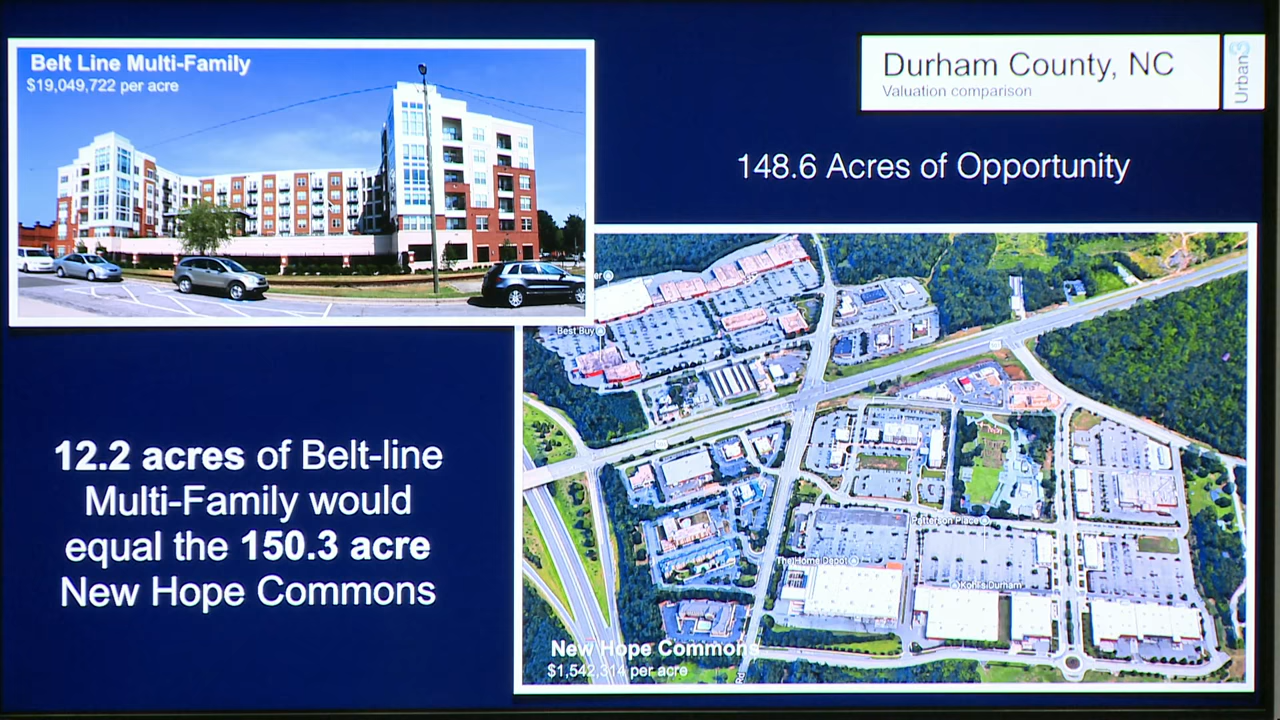 Belt Line Multi-Family
$19,049,722 per acre
Durham County, NC
Valuation comparison
Urban3
148.6 Acres of Opportunity
Best Buy
12.2 acres of Belt-line
Multi-Family would
equal the 150.3 acre
New Hope Commons
Patterson Place
The Home Depot
Kohl's Durham
New Hope Commons
$1,542,314 per acre
Rd